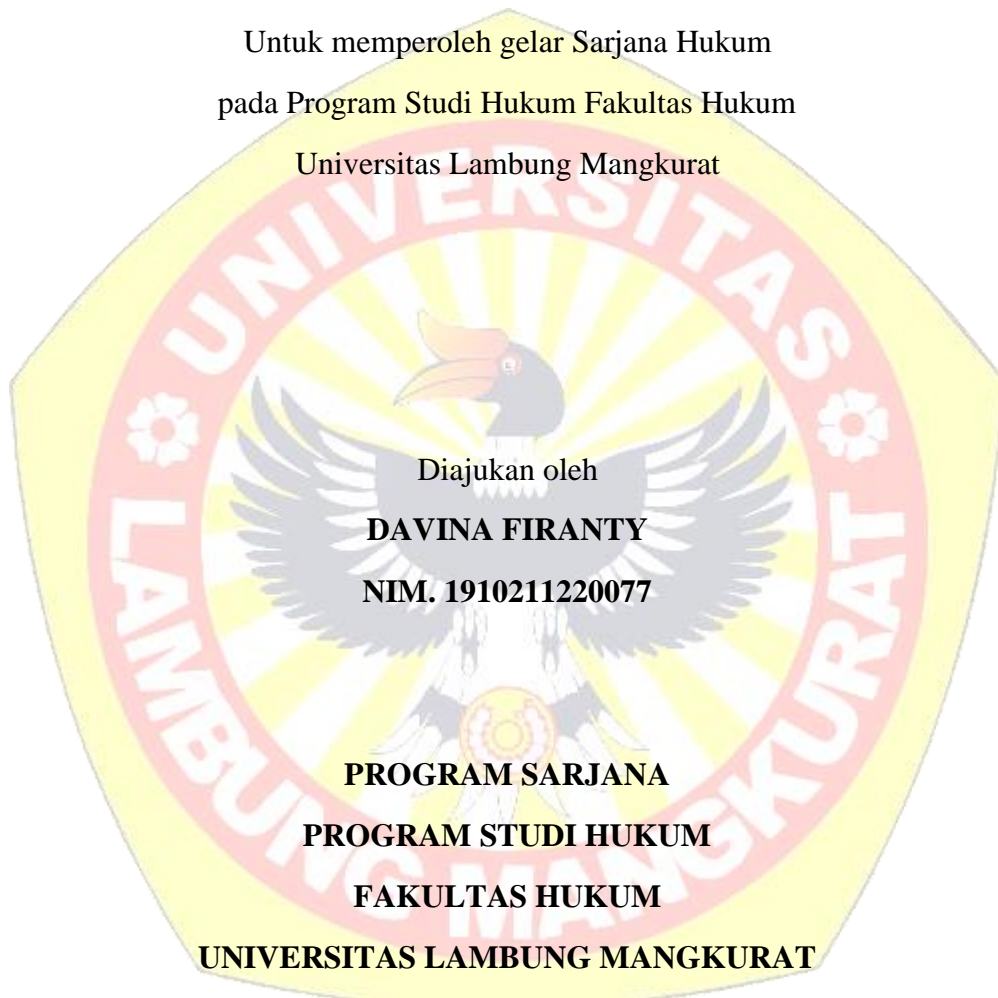 Untuk memperoleh gelar Sarjana Hukum
pada Program Studi Hukum Fakultas Hukum
Universitas Lambung Mangkurat
UNIVERSITAS
LAMBUNG MANGKURAT
Diajukan oleh
DAVINA FIRANTY
NIM. 1910211220077
PROGRAM SARJANA
PROGRAM STUDI HUKUM
FAKULTAS HUKUM
UNIVERSITAS LAMBUNG MANGKURAT